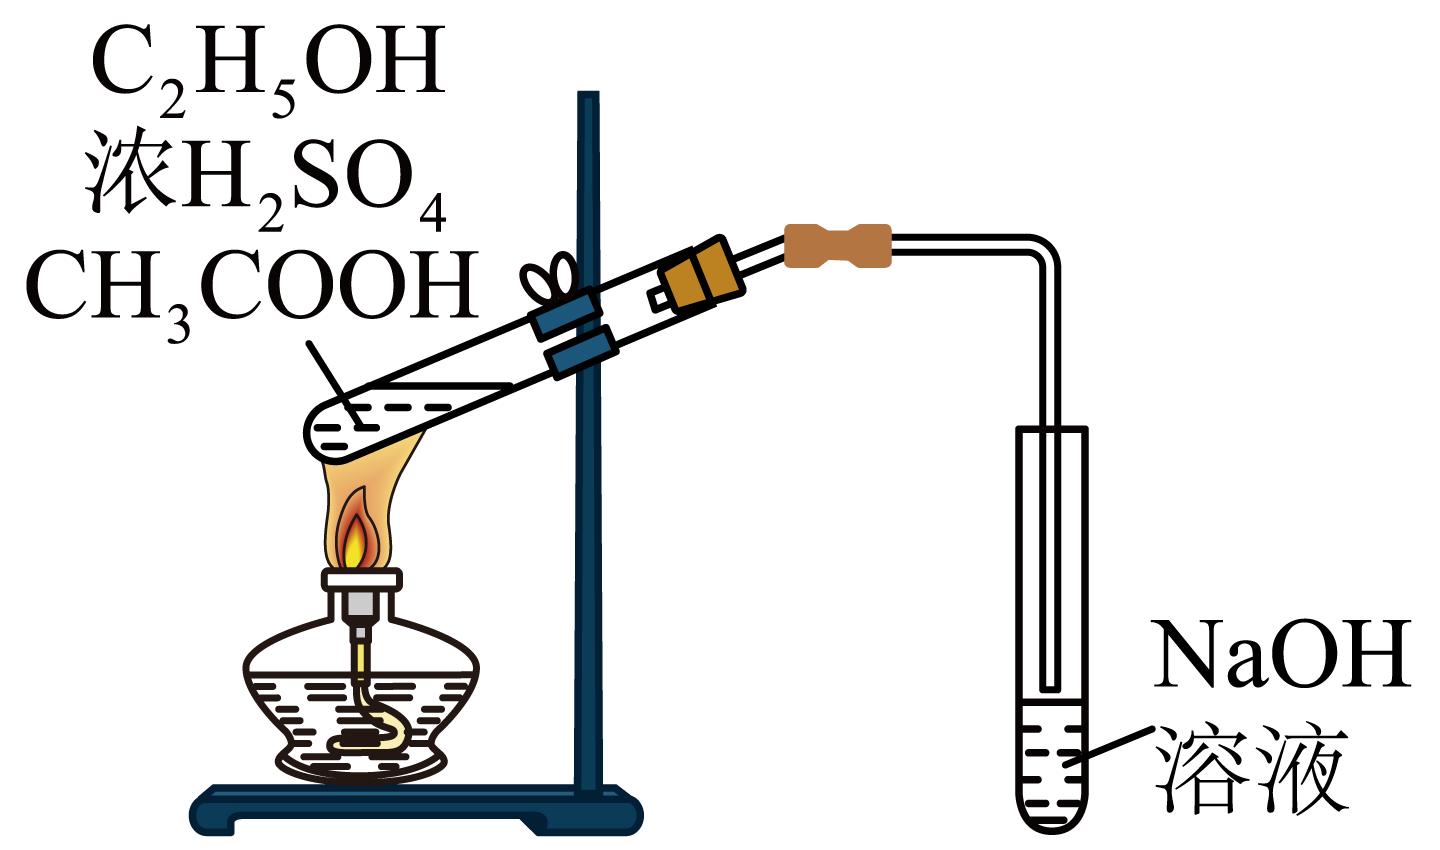 C₂H₅OH
浓H₂SO₄
CH₃COOH
NaOH
溶液